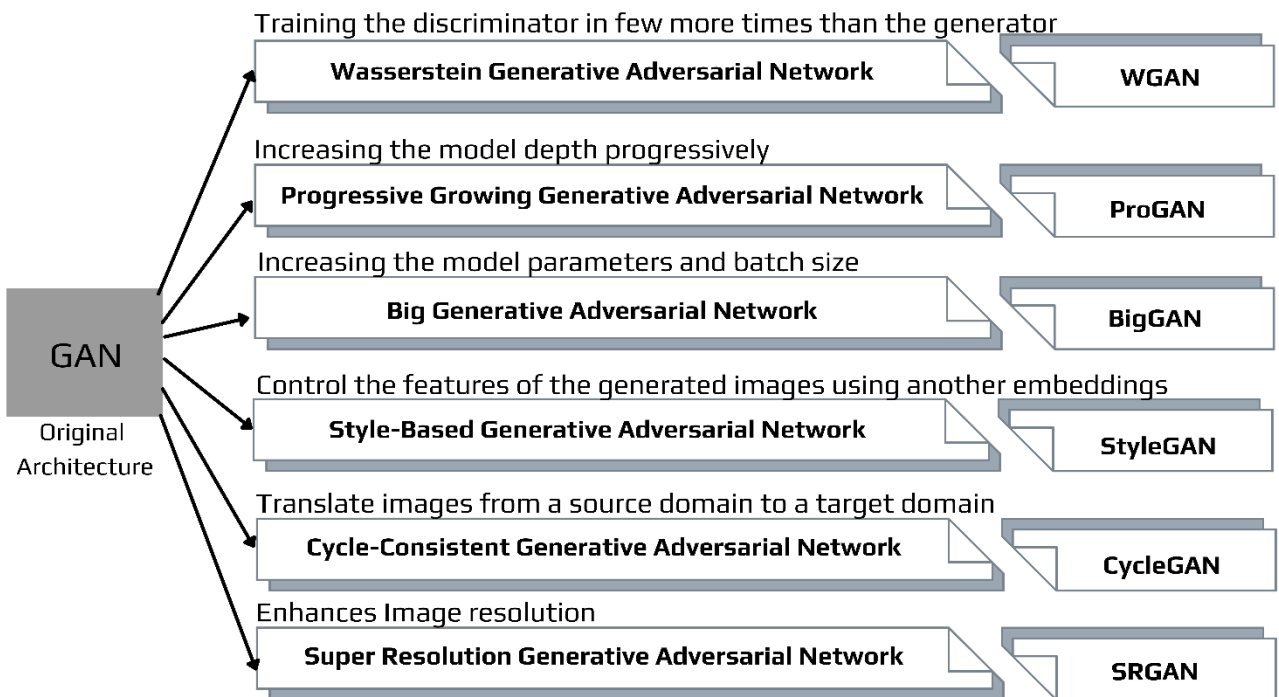 Training the discriminator in few more times than the generator
Wasserstein Generative Adversarial Network
WGAN
Increasing the model depth progressively
Progressive Growing Generative Adversarial Network
ProGAN
Increasing the model parameters and batch size
Big Generative Adversarial Network
BigGAN
GAN
Original
Architecture
Control the features of the generated images using another embeddings
Style-Based Generative Adversarial Network
StyleGAN
Translate images from a source domain to a target domain
Cycle-Consistent Generative Adversarial Network
CycleGAN
Enhances Image resolution
Super Resolution Generative Adversarial Network
SRGAN